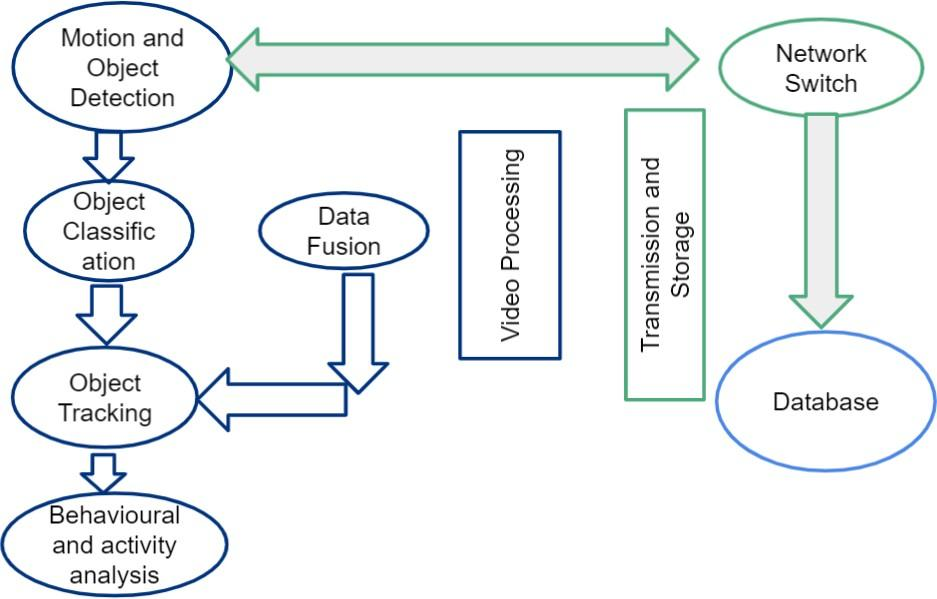 Motion and
Object
Detection
Network
Switch
Object
Classific
ation
Data
Fusion
Video Processing
Transmission and
Storage
Object
Tracking
Database
Behavioural
and activity
analysis